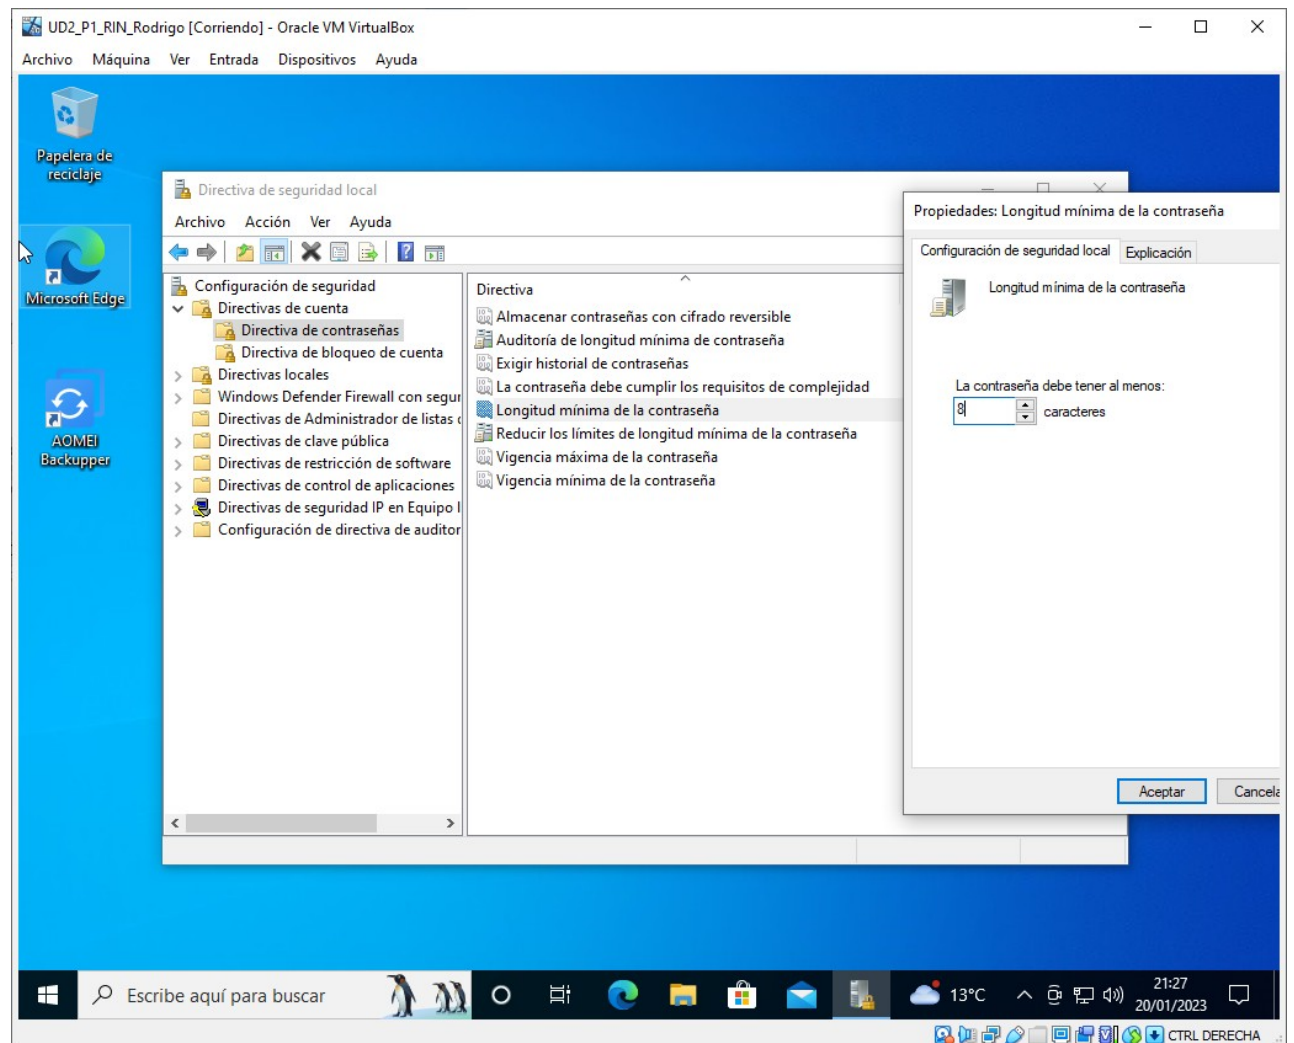 UD2_P1_RIN_Rodrigo [Corriendo] - Oracle VM VirtualBox
Archivo Máquina Ver Entrada Dispositivos Ayuda
Papelera de
reciclaje
Microsoft Edge
AOMEI
Backupper
Directiva de seguridad local
Archivo Acción Ver Ayuda
Configuración de seguridad
Directivas de cuenta
Directiva de contraseñas
Directiva de bloqueo de cuenta
Directivas locales
Windows Defender Firewall con segur
Directivas de Administrador de listas
Directivas de clave pública
Directivas de restricción de software
Directivas de control de aplicaciones
Directivas de seguridad IP en Equipo l
Configuración de directiva de auditor
Directiva
Almacenar contraseñas con cifrado reversible
Auditoría de longitud mínima de contraseña
Exigir historial de contraseñas
La contraseña debe cumplir los requisitos de complejidad
Longitud mínima de la contraseña
Reducir los límites de longitud mínima de la contraseña
Vigencia máxima de la contraseña
Vigencia mínima de la contraseña
Propiedades: Longitud mínima de la contraseña
Configuración de seguridad local Explicación
Longitud mínima de la contraseña
La contraseña debe tener al menos:
8 caracteres
Aceptar Cancela
Escribe aquí para buscar
13°C
21:27
20/01/2023
CTRL DERECHA